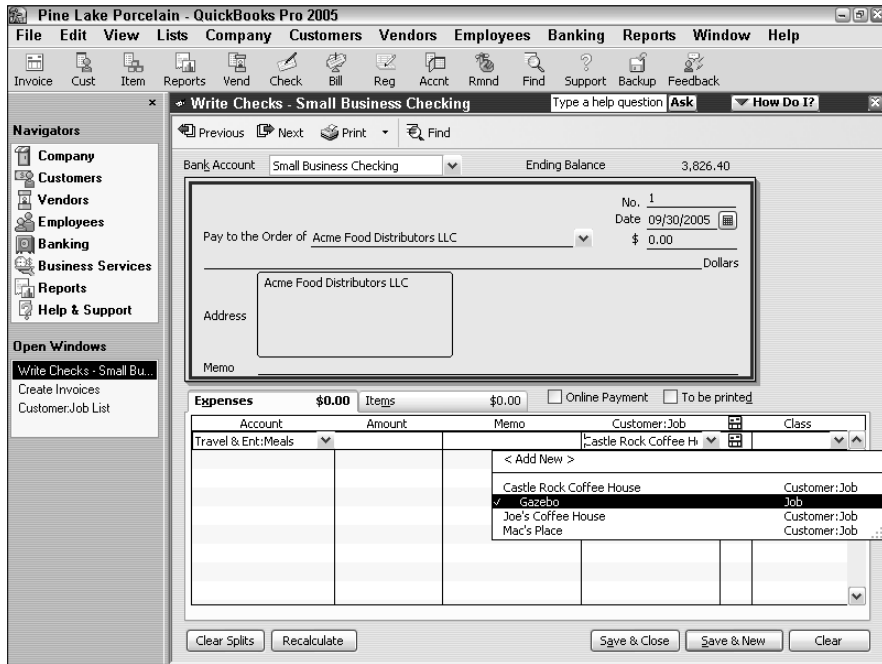 Pine Lake Porcelain - QuickBooks Pro 2005
File Edit View Lists Company Customers Vendors Employees Banking Reports Window Help
Invoice Cust Item Reports Vend Check Bill Reg Accnt Rmnd Find Support Backup Feedback
Write Checks - Small Business Checking Type a help question Ask How Do I?
Previous Next Print Find
Navigators
Company
Customers
Vendors
Employees
Banking
Business Services
Reports
Help & Support
Open Windows
Write Checks - Small Bu...
Create Invoices
Customer:Job List
Bank Account Small Business Checking Ending Balance 3,826.40
No. 1
Date 09/30/2005
Pay to the Order of Acme Food Distributors LLC $ 0.00
Dollars
Acme Food Distributors LLC
Address
Memo
Expenses $0.00 Items $0.00 Online Payment To be printed
Account Amount Memo Customer:Job Class
Travel & Ent:Meals Castle Rock Coffee H
< Add New >
Castle Rock Coffee House Customer:Job
✓ Gazebo Job
Joe's Coffee House Customer:Job
Mac's Place Customer:Job
Clear Splits Recalculate Save & Close Save & New Clear